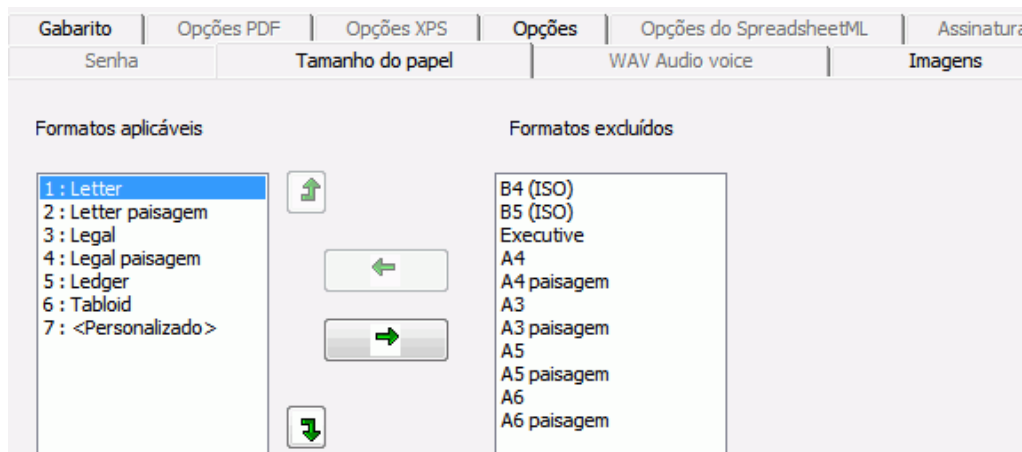 Gabarito Opções PDF Opções XPS Opções Opções do SpreadsheetML Assinatura
Senha Tamanho do papel WAV Audio voice Imagens
Formatos aplicáveis
1 : Letter
2 : Letter paisagem
3 : Legal
4 : Legal paisagem
5 : Ledger
6 : Tabloid
7 : <Personalizado>
Formatos excluídos
B4 (ISO)
B5 (ISO)
Executive
A4
A4 paisagem
A3
A3 paisagem
A5
A5 paisagem
A6
A6 paisagem